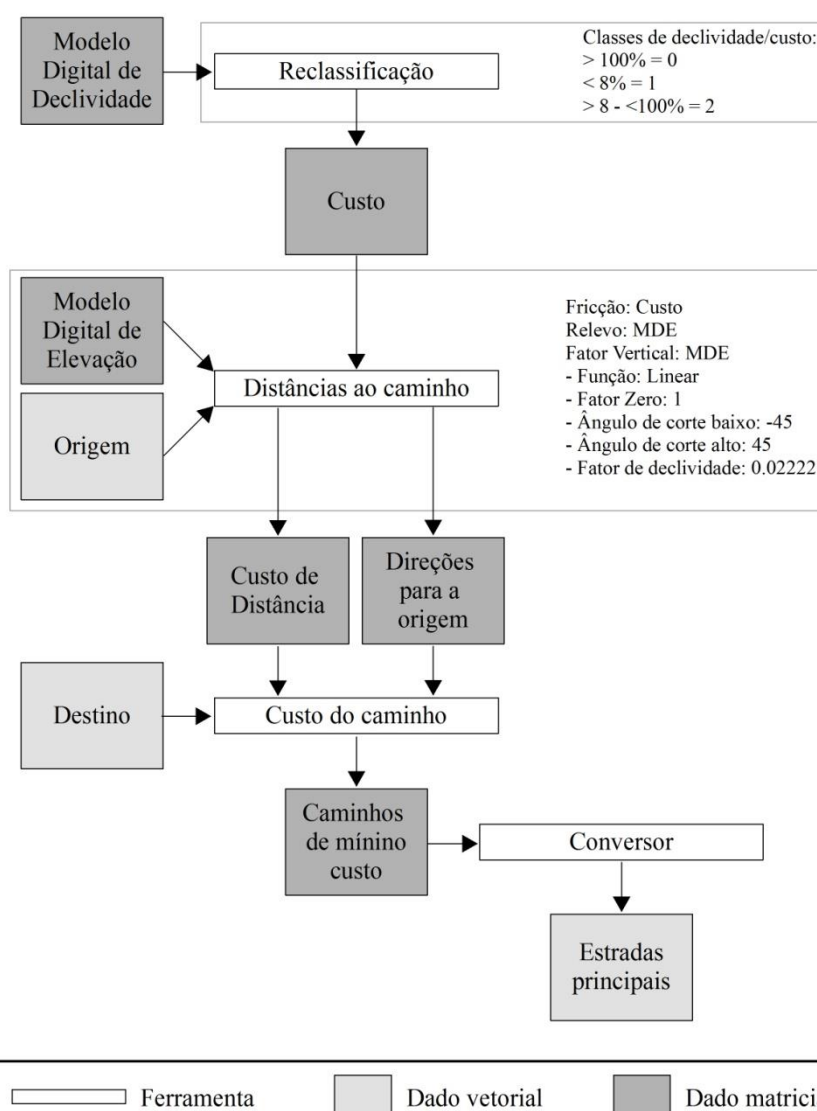 Modelo
Digital de
Declividade
Reclassificação
Classes de declividade/custo:
> 100% = 0
< 8% = 1
> 8 - <100% = 2
Custo
Modelo
Digital de
Elevação
Origem
Distâncias ao caminho
Fricção: Custo
Relevo: MDE
Fator Vertical: MDE
- Função: Linear
- Fator Zero: 1
- Ângulo de corte baixo: -45
- Ângulo de corte alto: 45
- Fator de declividade: 0.02222
Custo de
Distância
Direções
para a
origem
Destino
Custo do caminho
Caminhos
de mínino
custo
Conversor
Estradas
principais
Ferramenta
Dado vetorial
Dado matrici